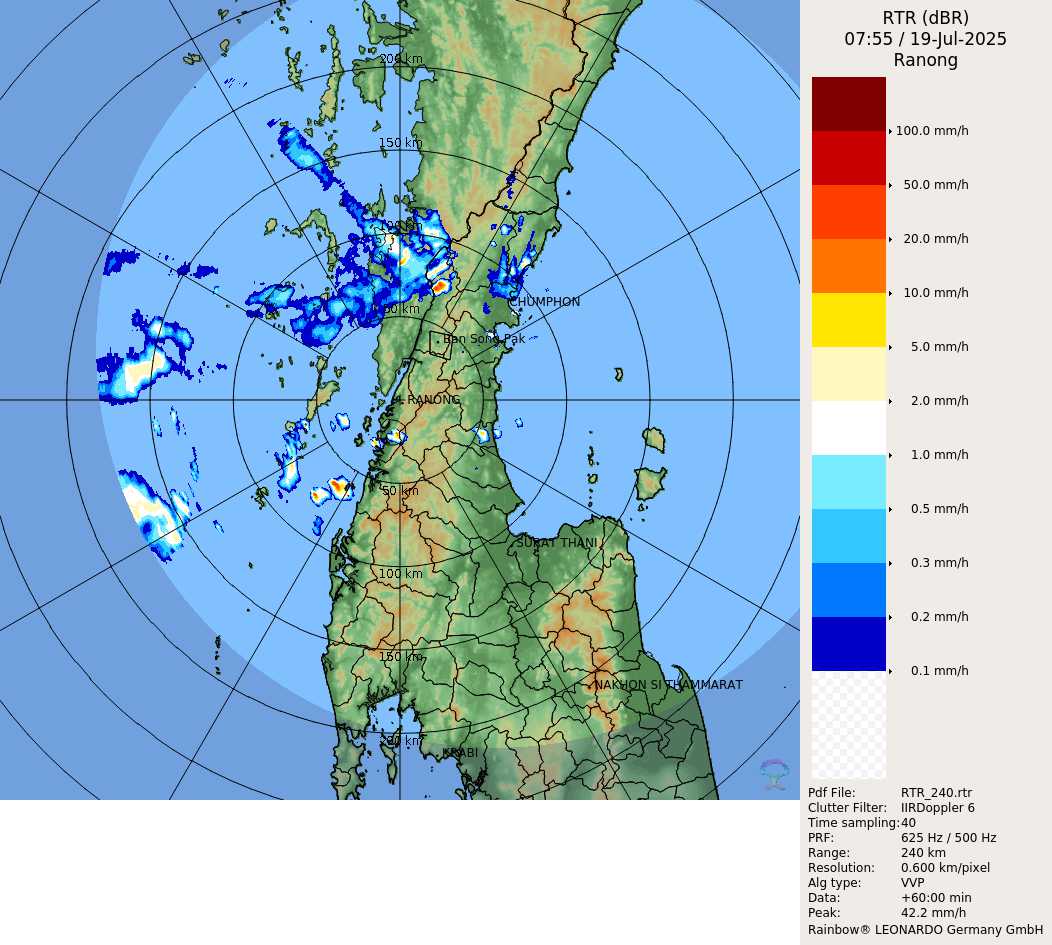 RTR (dBR)
07:55 / 19-Jul-2025
Ranong
200 km
150 km
100 km
50 km
CHUMPHON
Ban Song Pak
RANONG
50 km
SURAT THANI
100 km
150 km
NAKHON SI THAMMARAT
200 km
KRABI
100.0 mm/h
50.0 mm/h
20.0 mm/h
10.0 mm/h
5.0 mm/h
2.0 mm/h
1.0 mm/h
0.5 mm/h
0.3 mm/h
0.2 mm/h
0.1 mm/h
Pdf File: RTR_240.rtr
Clutter Filter: IIRDoppler 6
Time sampling:40
PRF: 625 Hz / 500 Hz
Range: 240 km
Resolution: 0.600 km/pixel
Alg type: VVP
Data: +60:00 min
Peak: 42.2 mm/h
Rainbow® LEONARDO Germany GmbH